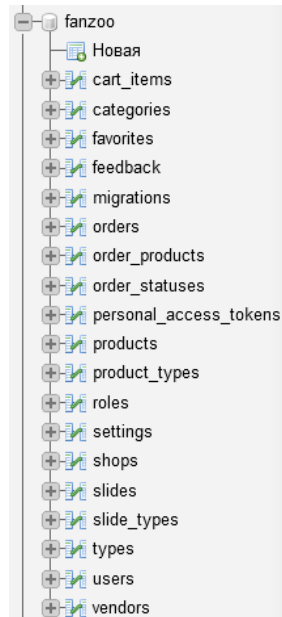 fanzoo
Новая
cart_items
categories
favorites
feedback
migrations
orders
order_products
order_statuses
personal_access_tokens
products
product_types
roles
settings
shops
slides
slide_types
types
users
vendors